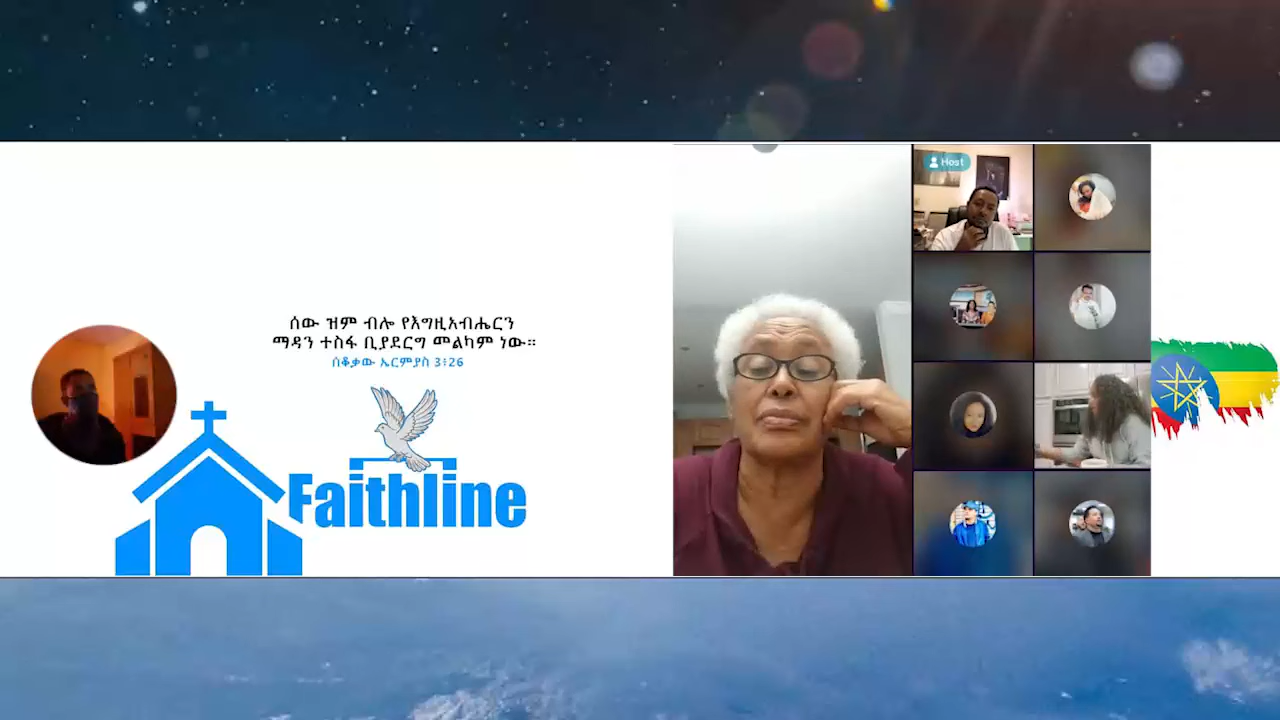 Host
ሰው ዝም ብሎ የእግዚአብሔርን
ማዳን ተስፋ ቢያደርግ መልካም ነው።
ሰቆቃው ኤርምያስ 3፥26
Faithline